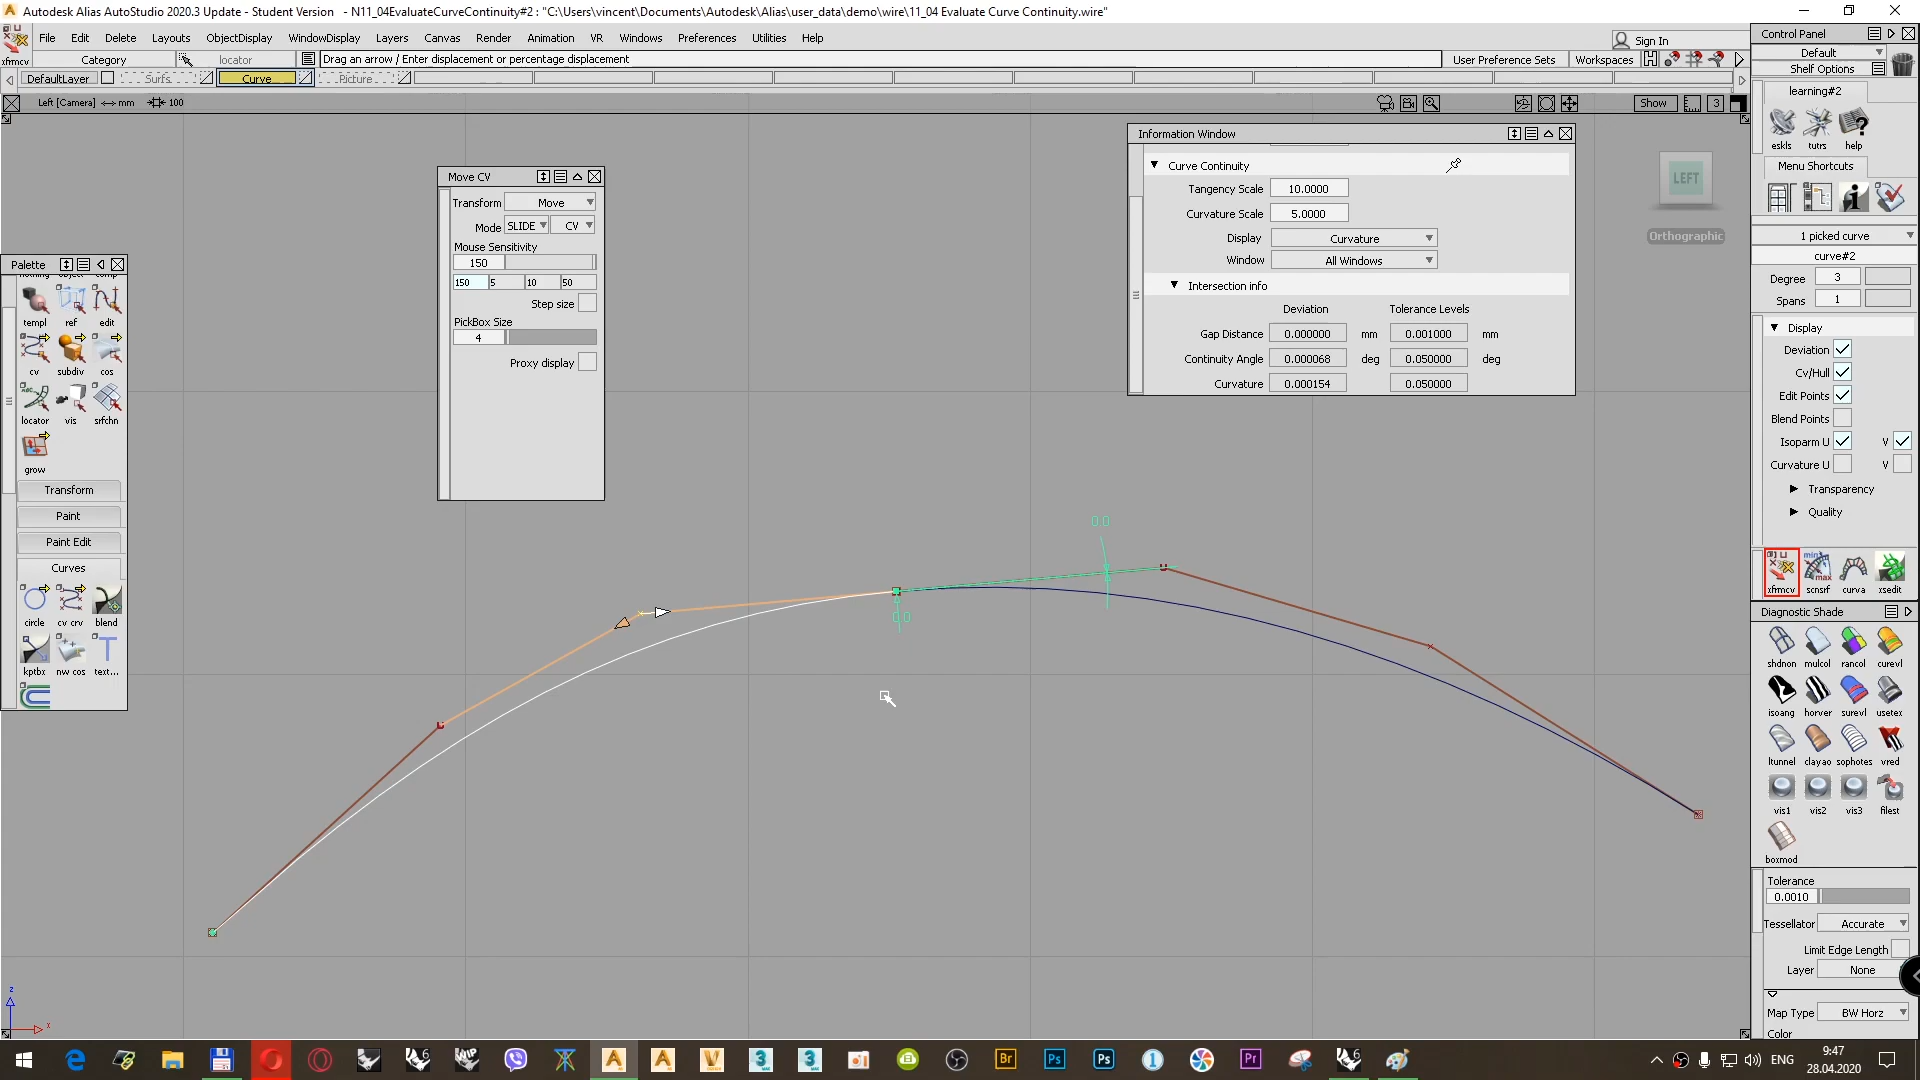 Autodesk Alias AutoStudio 2020.3 Update - Student Version - N11_04EvaluateCurveContinuity#2 : "C:\Users\vincent\Documents\Autodesk\Alias\user_data\demo\wire\11_04 Evaluate Curve Continuity.wire"
File Edit Delete Layouts ObjectDisplay WindowDisplay Layers Canvas Render Animation VR Windows Preferences Utilities Help
Sign In
xfrmcv
Category
locator
Drag an arrow / Enter displacement or percentage displacement
User Preference Sets
Workspaces
DefaultLayer
Surfs
Curve
Picture
Left [Camera] mm 100
Show
3
Control Panel
Default
Shelf Options
learning#2
eskls tutrs help
Menu Shortcuts
1 picked curve
curve#2
Degree 3
Spans 1
Display
Deviation
Cv/Hull
Edit Points
Blend Points
Isoparm U V
Curvature U V
Transparency
Quality
xfrmcv scnsrf curva xsedit
Diagnostic Shade
shdnon mulcol rancol curevl
isoang horver surevl usetex
ltunnel clayao sophotes vred
vis1 vis2 vis3 filest
boxmod
Tolerance
0.0010
Tessellator Accurate
Limit Edge Length
Layer None
Map Type BW Horz
Color
Palette
templ ref edit
cv subdiv cos
locator vis srfchn
grow
Transform
Paint
Paint Edit
Curves
circle cv crv blend
kptbx nw cos text...
Move CV
Transform Move
Mode SLIDE CV
Mouse Sensitivity
150
150 5 10 50
Step size
PickBox Size
4
Proxy display
Information Window
Curve Continuity
Tangency Scale 10.0000
Curvature Scale 5.0000
Display Curvature
Window All Windows
Intersection info
Deviation Tolerance Levels
Gap Distance 0.000000 mm 0.001000 mm
Continuity Angle 0.000068 deg 0.050000 deg
Curvature 0.000154 0.050000
LEFT
Orthographic
0.0
0.0
z
x
ENG
9:47
28.04.2020